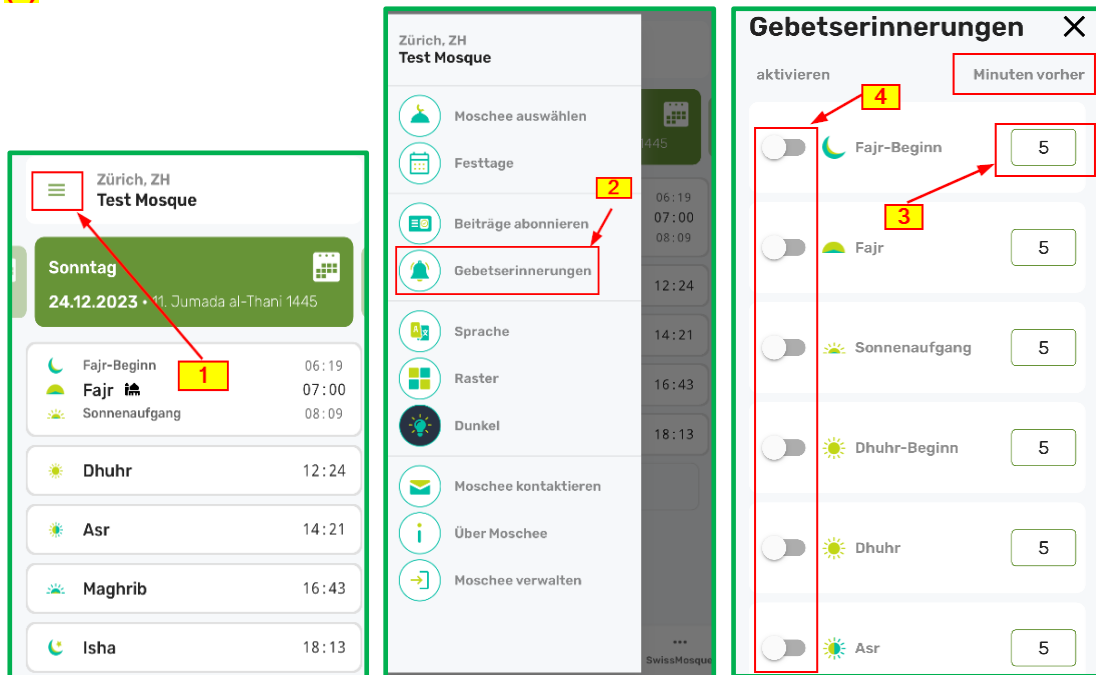 Zürich, ZH
Test Mosque
1
Sonntag
24.12.2023 • 11. Jumada al-Thani 1445
Fajr-Beginn 06:19
Fajr 07:00
Sonnenaufgang 08:09
Dhuhr 12:24
Asr 14:21
Maghrib 16:43
Isha 18:13
Zürich, ZH
Test Mosque
Moschee auswählen
Festtage
2
Beiträge abonnieren
Gebetserinnerungen
Sprache
Raster
Dunkel
Moschee kontaktieren
Über Moschee
Moschee verwalten
1445
06:19
07:00
08:09
12:24
14:21
16:43
18:13
SwissMosque
Gebetserinnerungen
aktivieren Minuten vorher
4
Fajr-Beginn 5
3
Fajr 5
Sonnenaufgang 5
Dhuhr-Beginn 5
Dhuhr 5
Asr 5